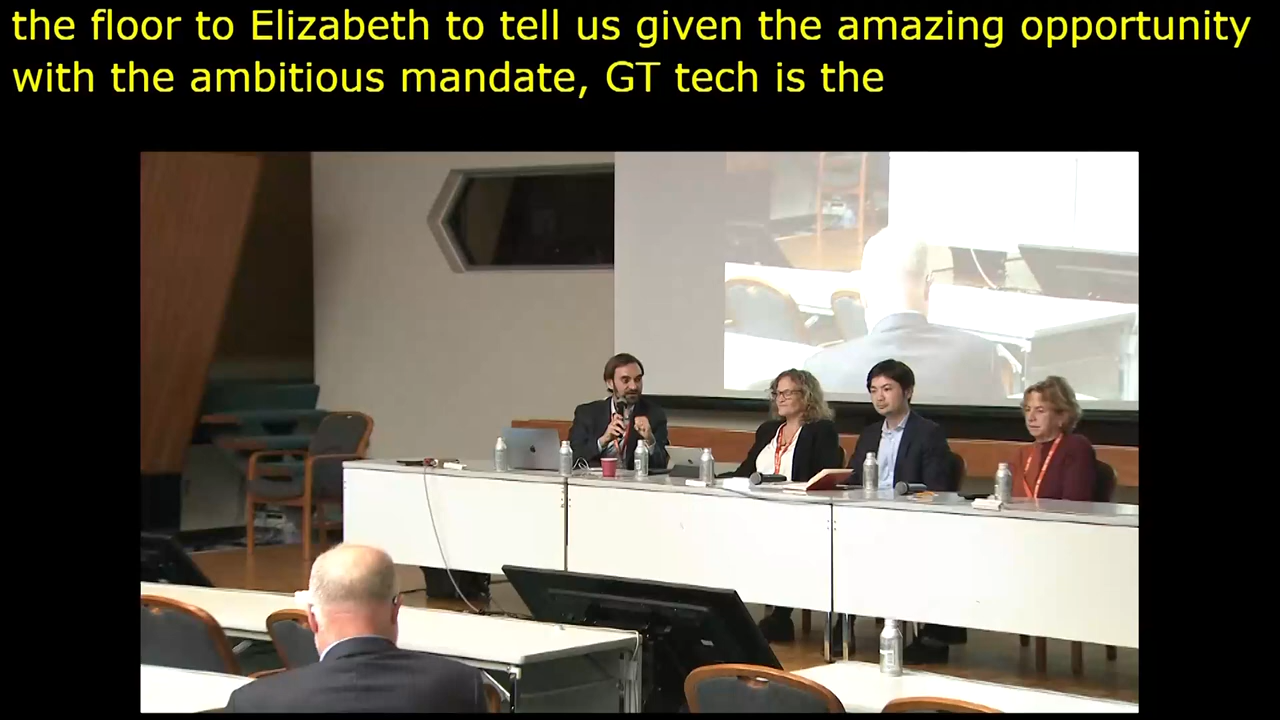 the floor to Elizabeth to tell us given the amazing opportunity
with the ambitious mandate, GT tech is the